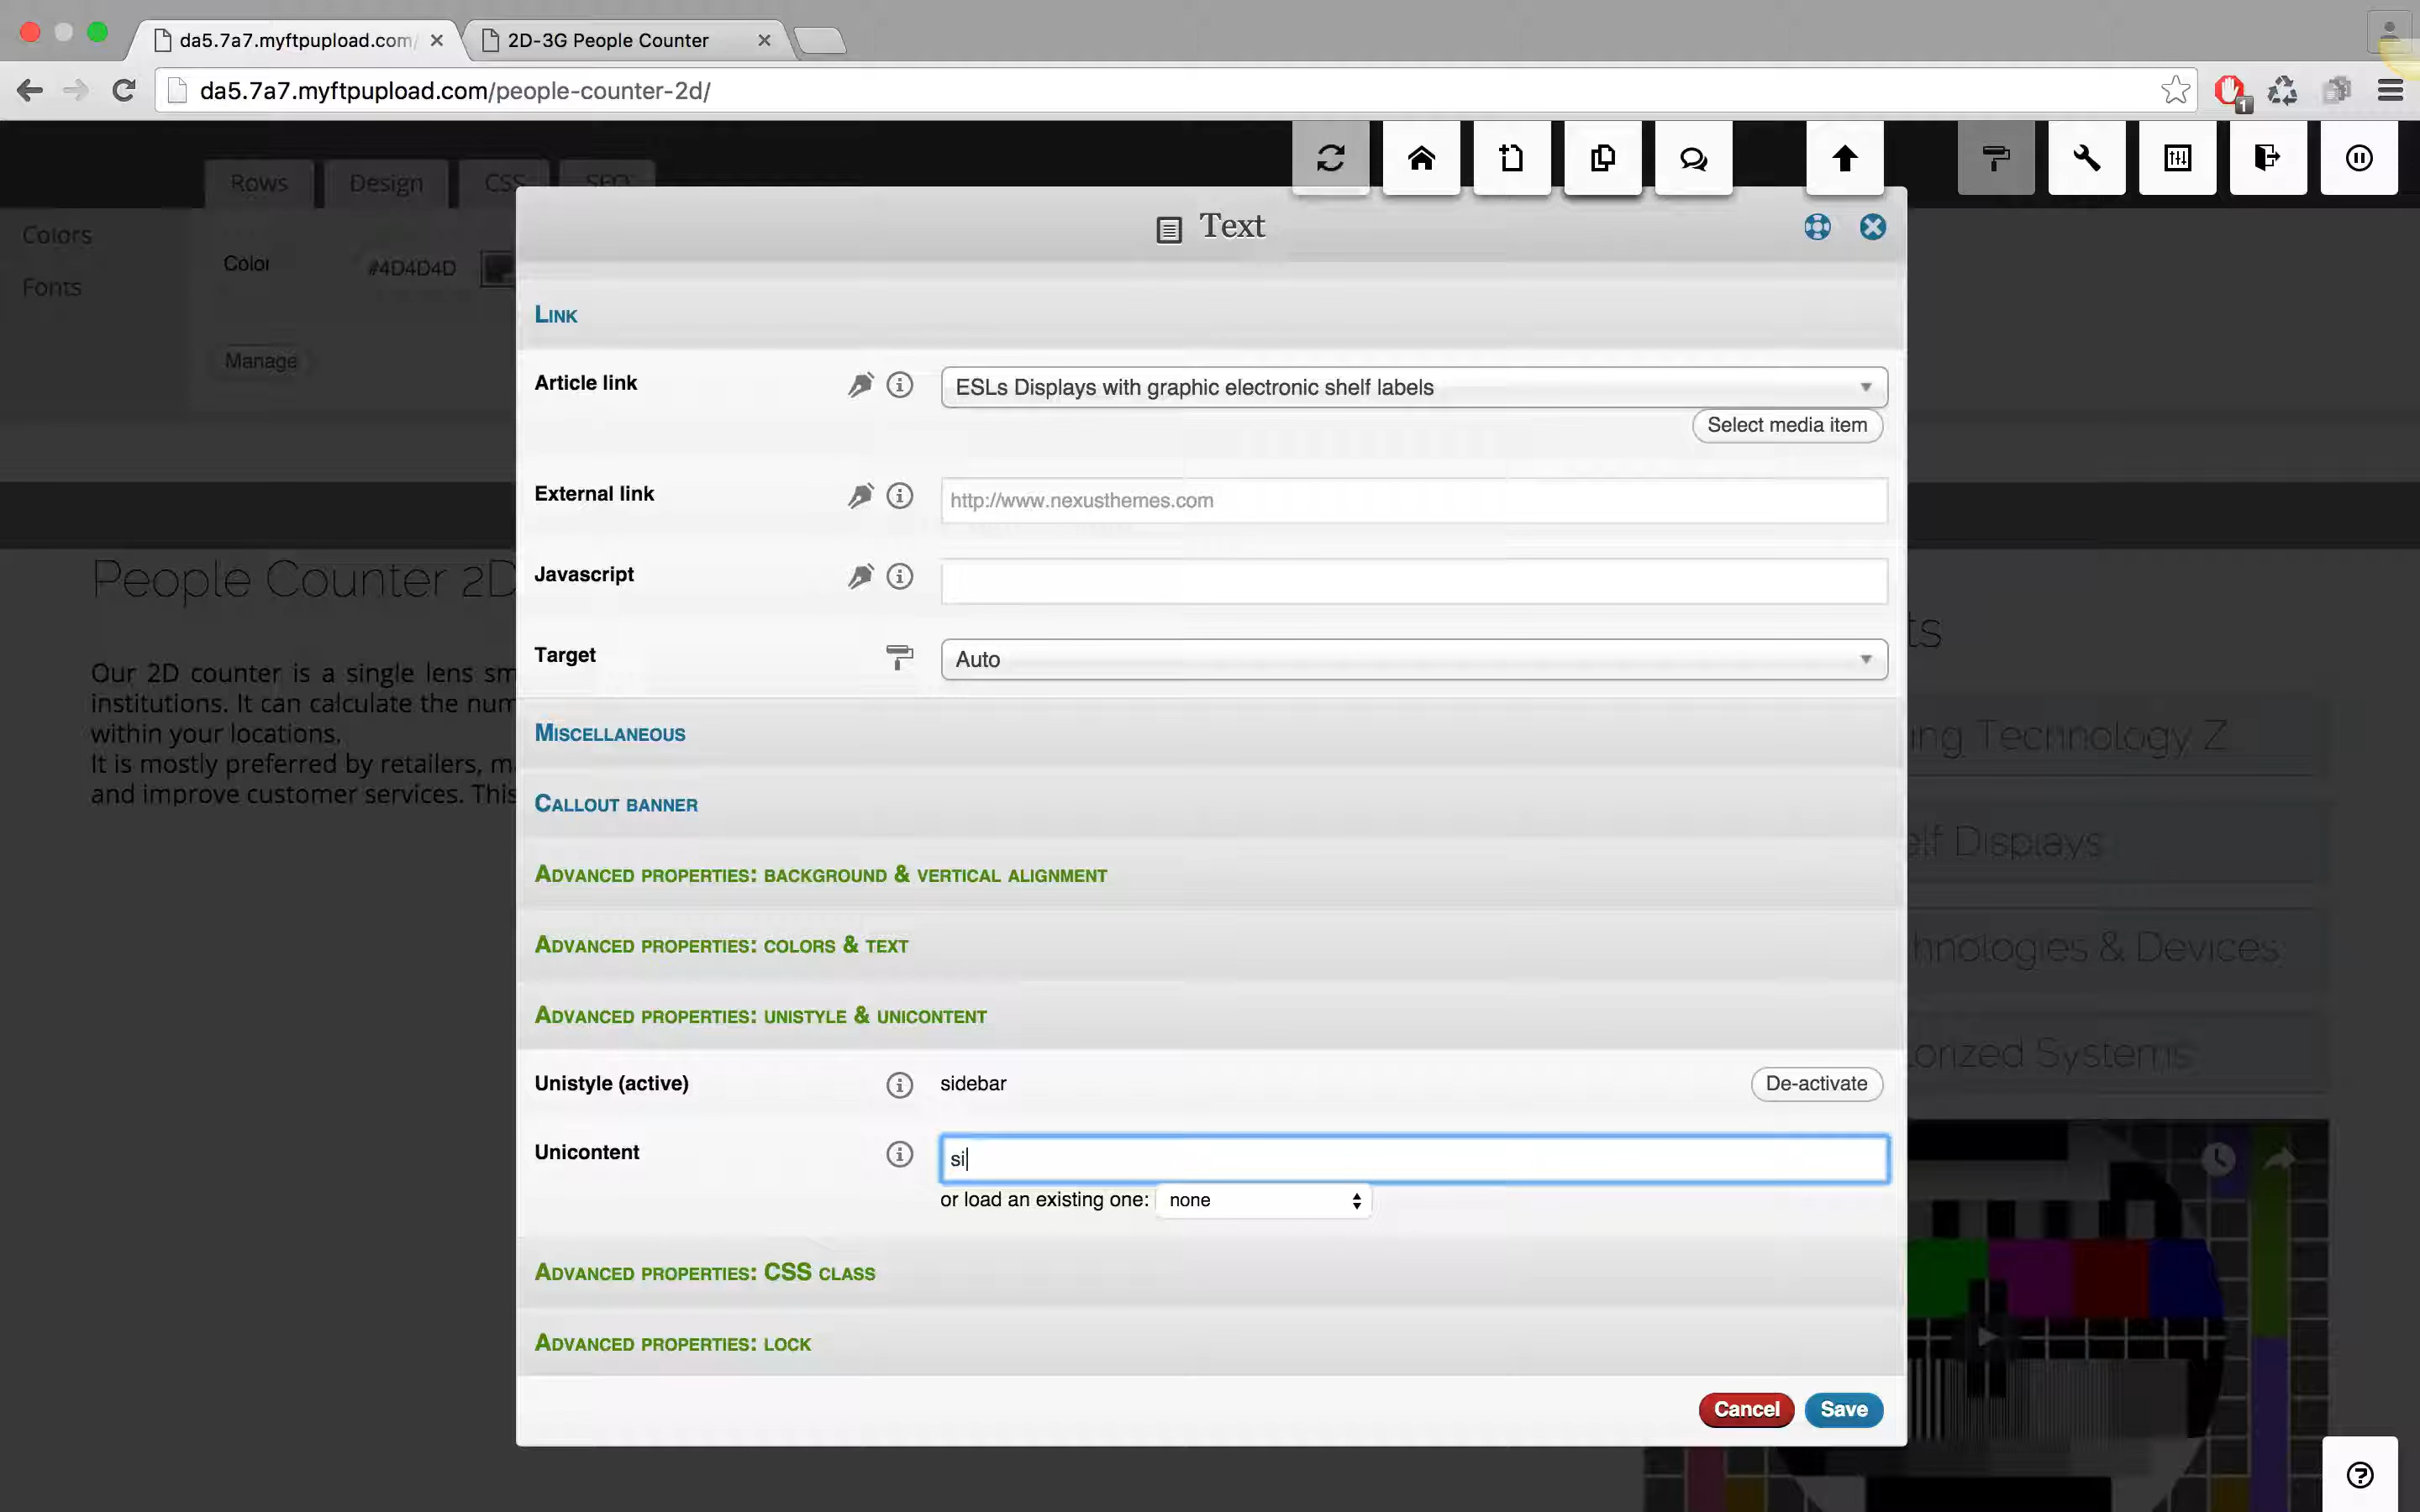 da5.7a7.myftpupload.com/
2D-3G People Counter
da5.7a7.myftpupload.com/people-counter-2d/
1
Rows
Design
CSS
SEO
Colors
Fonts
Color
#4D4D4D
Manage
Text
Link
Article link
ESLs Displays with graphic electronic shelf labels
Select media item
External link
http://www.nexusthemes.com
Javascript
Target
Auto
Miscellaneous
Callout banner
Advanced properties: background & vertical alignment
Advanced properties: colors & text
Advanced properties: unistyle & unicontent
Unistyle (active)
sidebar
De-activate
Unicontent
si
or load an existing one:
none
Advanced properties: CSS class
Advanced properties: lock
Cancel
Save
People Counter 2D
Our 2D counter is a single lens sm
institutions. It can calculate the num
within your locations.
It is mostly preferred by retailers, m
and improve customer services. This
ts
ing Technology Z
elf Displays
hnologies & Devices
orized Systems